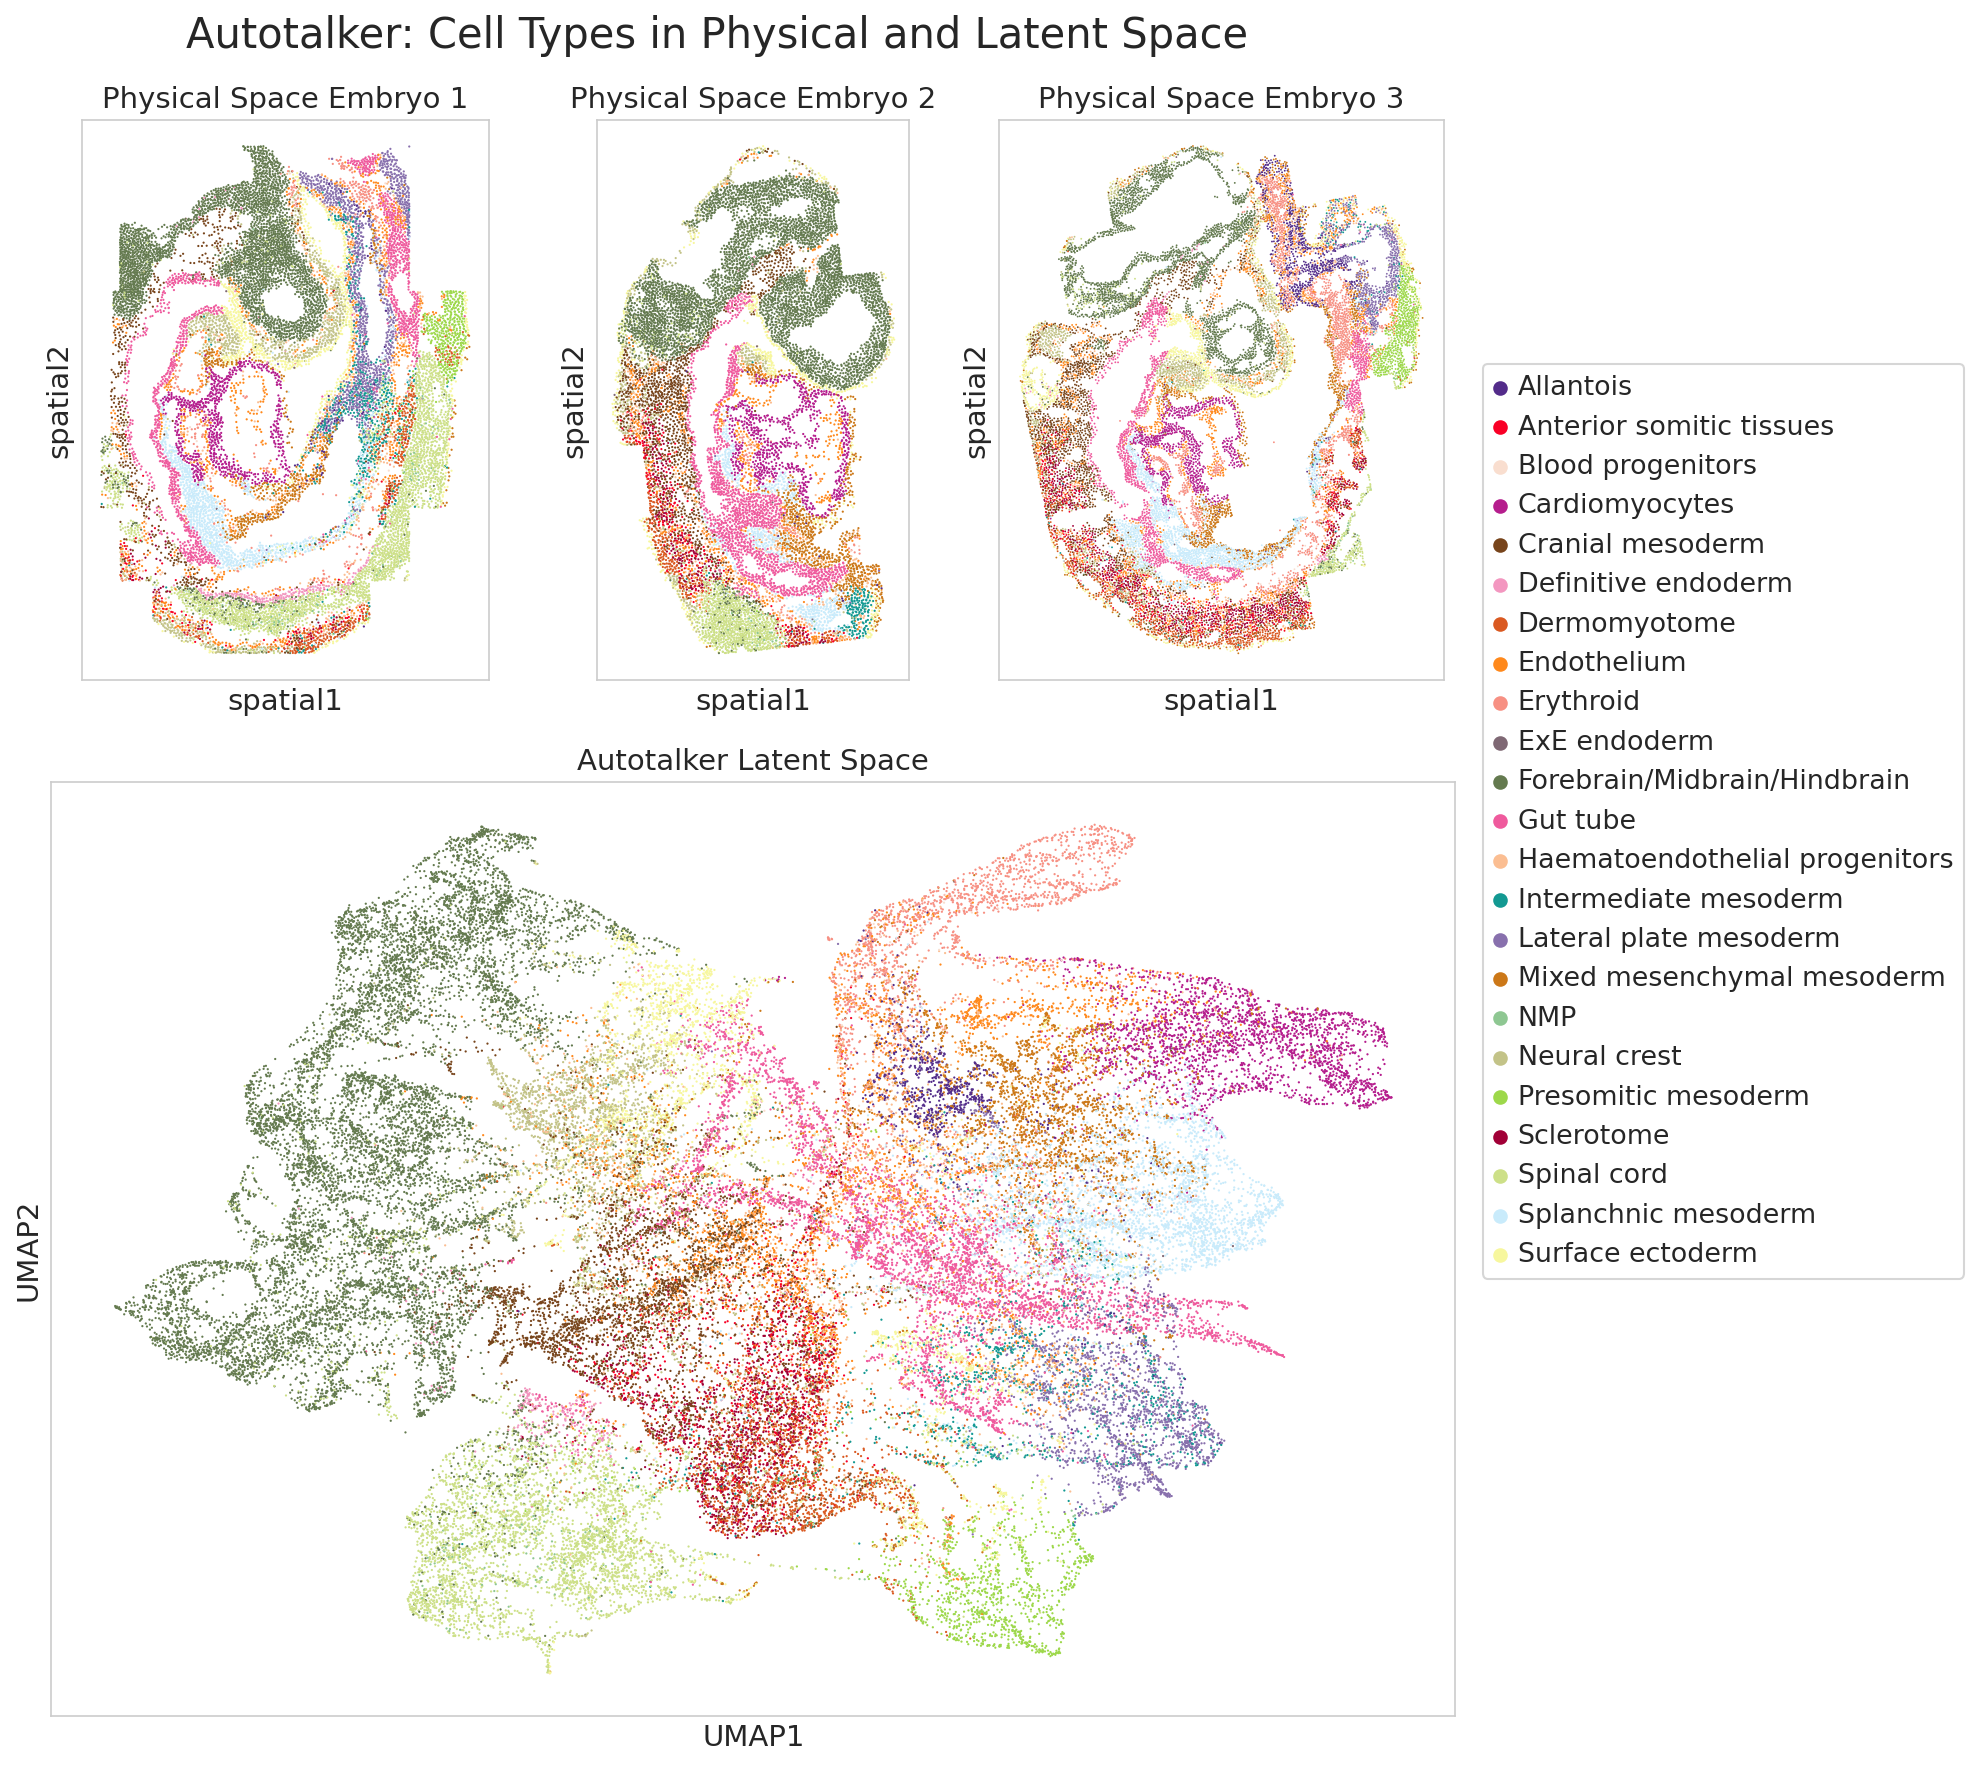 Autotalker: Cell Types in Physical and Latent Space
Physical Space Embryo 1
Physical Space Embryo 2
Physical Space Embryo 3
spatial2
spatial2
spatial2
spatial1
spatial1
spatial1
Autotalker Latent Space
UMAP2
UMAP1
Allantois
Anterior somitic tissues
Blood progenitors
Cardiomyocytes
Cranial mesoderm
Definitive endoderm
Dermomyotome
Endothelium
Erythroid
ExE endoderm
Forebrain/Midbrain/Hindbrain
Gut tube
Haematoendothelial progenitors
Intermediate mesoderm
Lateral plate mesoderm
Mixed mesenchymal mesoderm
NMP
Neural crest
Presomitic mesoderm
Sclerotome
Spinal cord
Splanchnic mesoderm
Surface ectoderm